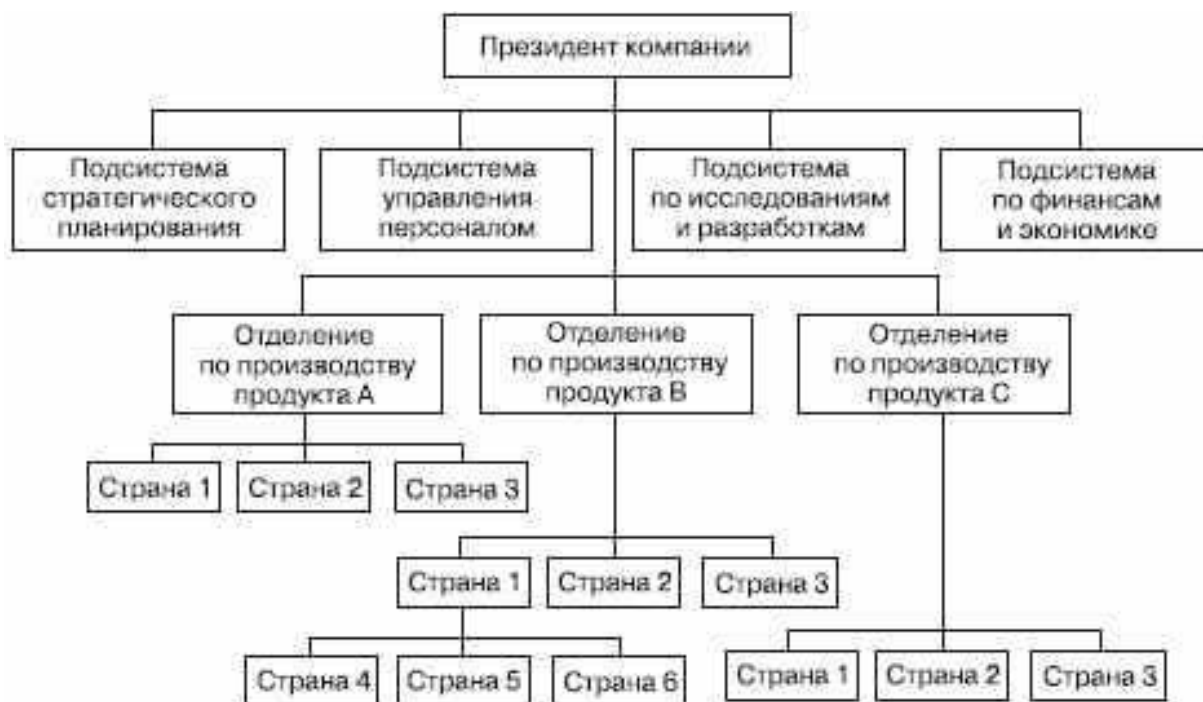 Президент компании
Подсистема
стратегического
планирования
Подсистема
управления
персоналом
Подсистема
по исследованиям
и разработкам
Подсистема
по финансам
и экономике
Отделение
по производству
продукта А
Отделение
по производству
продукта В
Отделение
по производству
продукта С
Страна 1
Страна 2
Страна 3
Страна 1
Страна 2
Страна 3
Страна 4
Страна 5
Страна 6
Страна 1
Страна 2
Страна 3